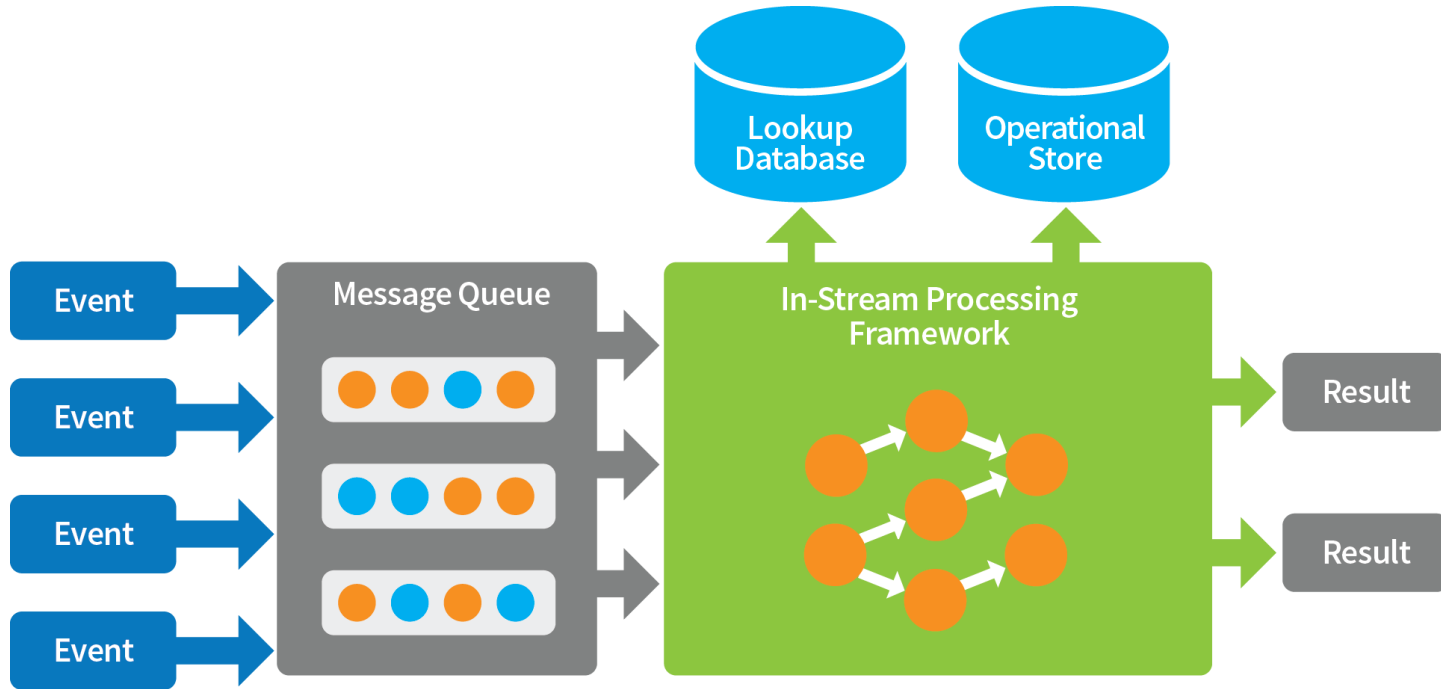 Lookup
Database
Operational
Store
Event
Event
Event
Event
Message Queue
In-Stream Processing
Framework
Result
Result